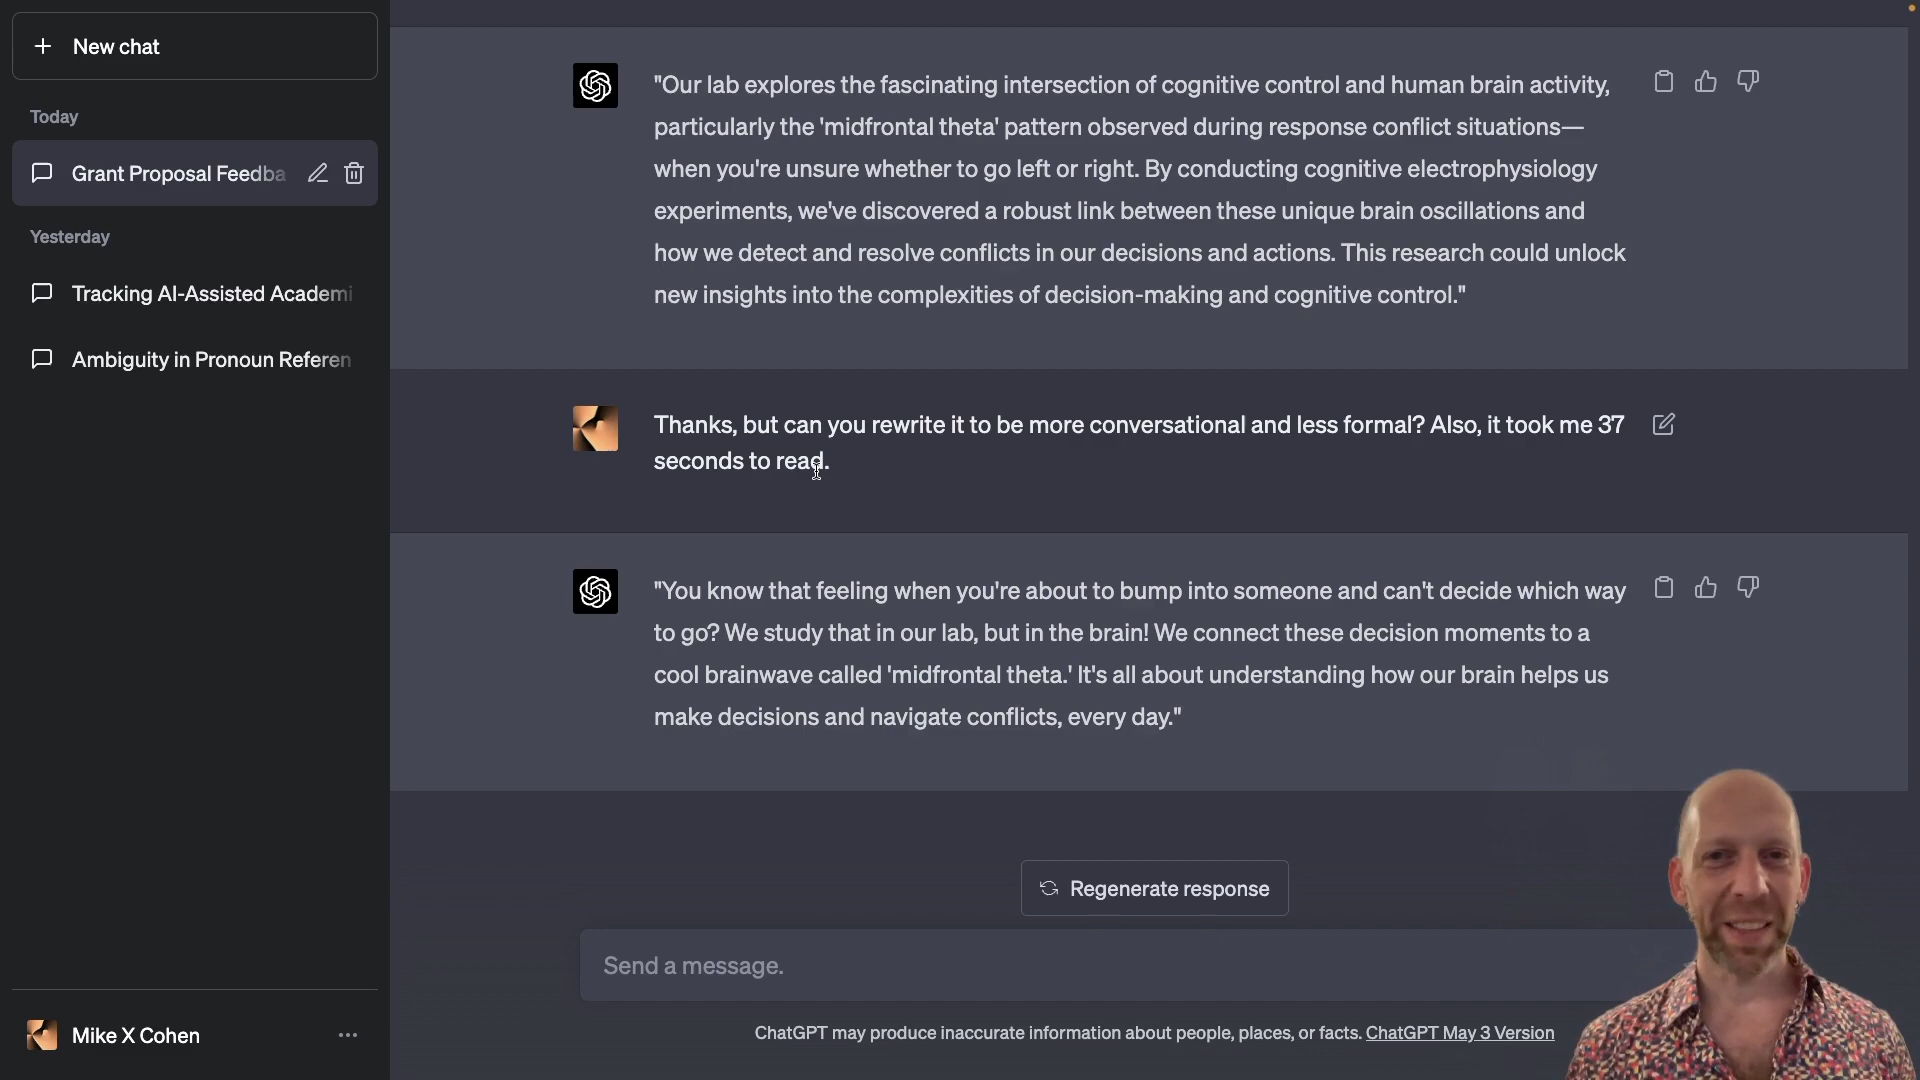 New chat
Today
Grant Proposal Feedba
Yesterday
Tracking AI-Assisted Academi
Ambiguity in Pronoun Referen
Mike X Cohen
"Our lab explores the fascinating intersection of cognitive control and human brain activity,
particularly the 'midfrontal theta' pattern observed during response conflict situations—
when you're unsure whether to go left or right. By conducting cognitive electrophysiology
experiments, we've discovered a robust link between these unique brain oscillations and
how we detect and resolve conflicts in our decisions and actions. This research could unlock
new insights into the complexities of decision-making and cognitive control."
Thanks, but can you rewrite it to be more conversational and less formal? Also, it took me 37
seconds to read.
"You know that feeling when you're about to bump into someone and can't decide which way
to go? We study that in our lab, but in the brain! We connect these decision moments to a
cool brainwave called 'midfrontal theta.' It's all about understanding how our brain helps us
make decisions and navigate conflicts, every day."
Regenerate response
Send a message.
ChatGPT may produce inaccurate information about people, places, or facts. ChatGPT May 3 Version